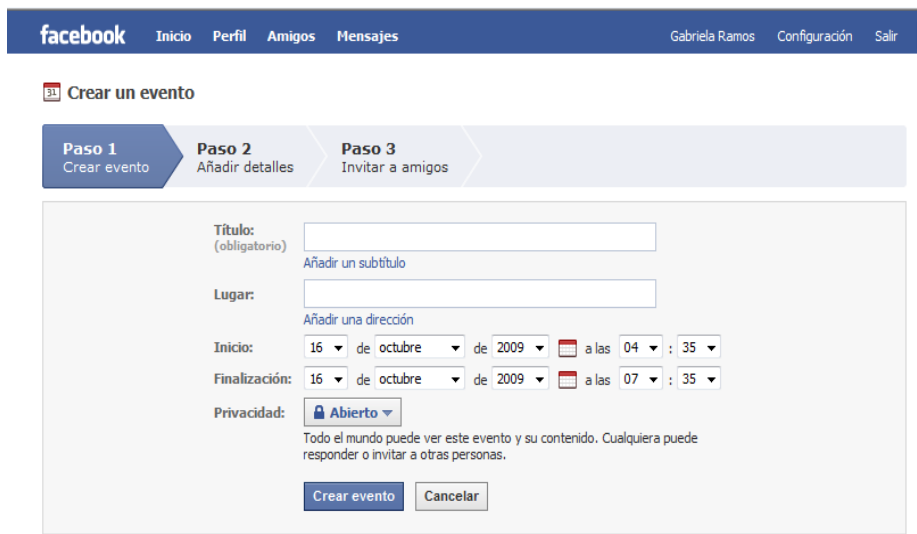 facebook Inicio Perfil Amigos Mensajes Gabriela Ramos Configuración Salir
31 Crear un evento
Paso 1 Paso 2 Paso 3
Crear evento Añadir detalles Invitar a amigos
Título:
(obligatorio)
Añadir un subtítulo
Lugar:
Añadir una dirección
Inicio: 16 de octubre de 2009 a las 04 : 35
Finalización: 16 de octubre de 2009 a las 07 : 35
Privacidad: Abierto
Todo el mundo puede ver este evento y su contenido. Cualquiera puede
responder o invitar a otras personas.
Crear evento Cancelar